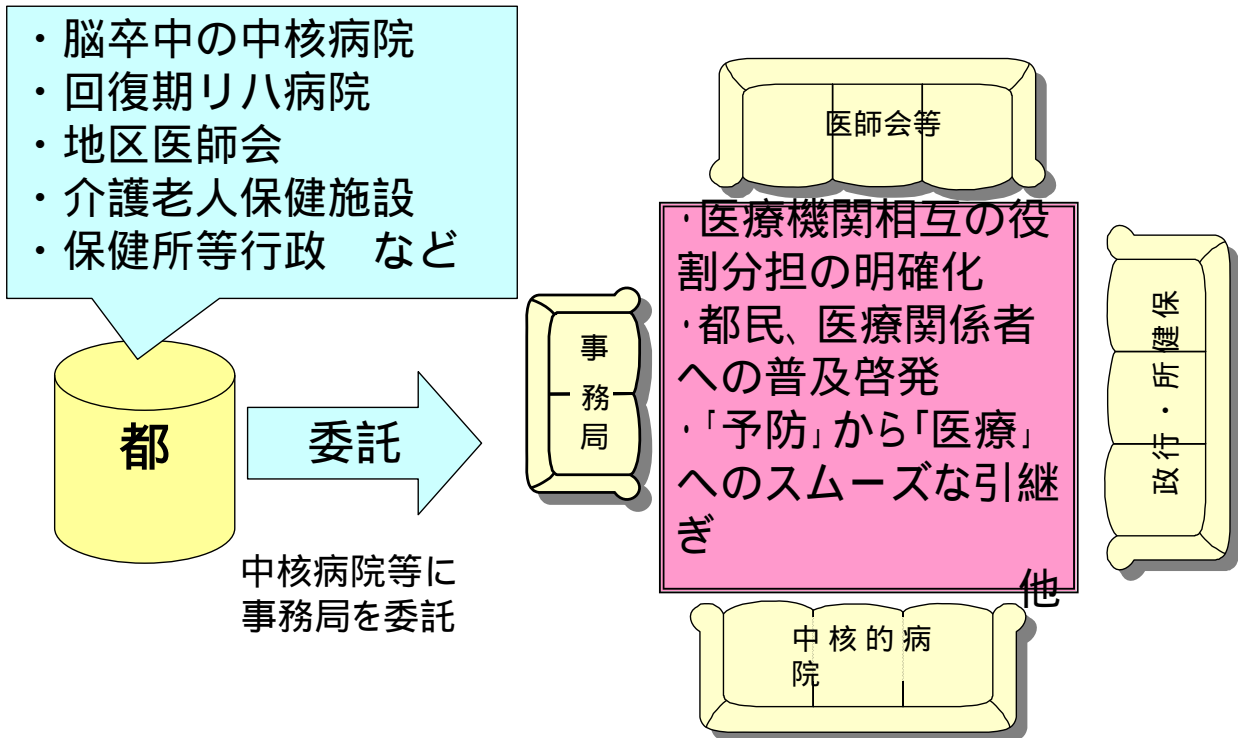 ・脳卒中の中核病院
・回復期リハ病院
・地区医師会
・介護老人保健施設
・保健所等行政　など
都
委託
中核病院等に
事務局を委託
医師会等
事務局
・医療機関相互の役
割分担の明確化
・都民、医療関係者
への普及啓発
・「予防」から「医療」
へのスムーズな引継
ぎ
他
政行・所健保
中核的病
院